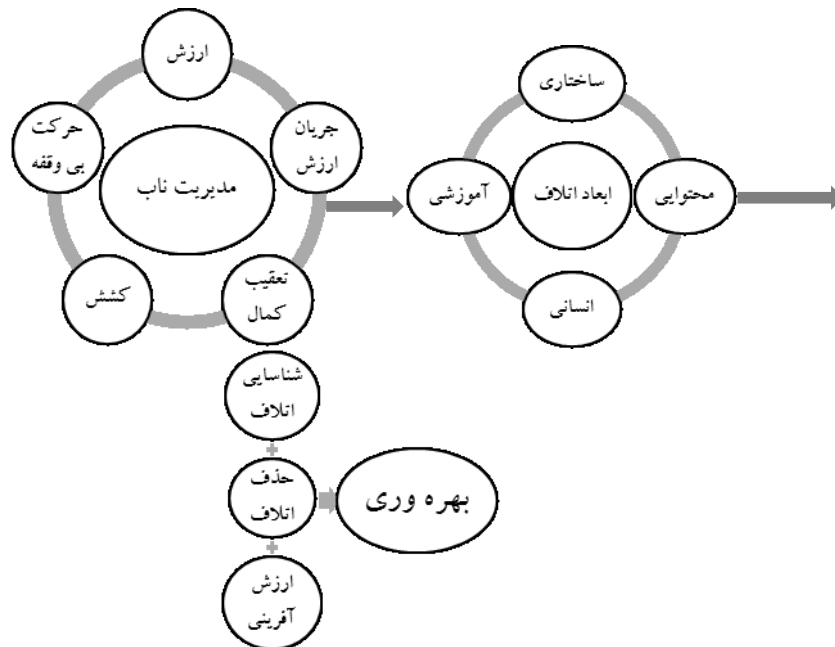 ارزش
جریان
ارزش
حرکت
بی وقفه
مدیریت ناب
تعقیب
کمال
کشش
ساختاری
محتوایی
ابعاد اتلاف
آموزشی
انسانی
شناسایی
اتلاف
حذف
اتلاف
بهره وری
ارزش
آفرینی